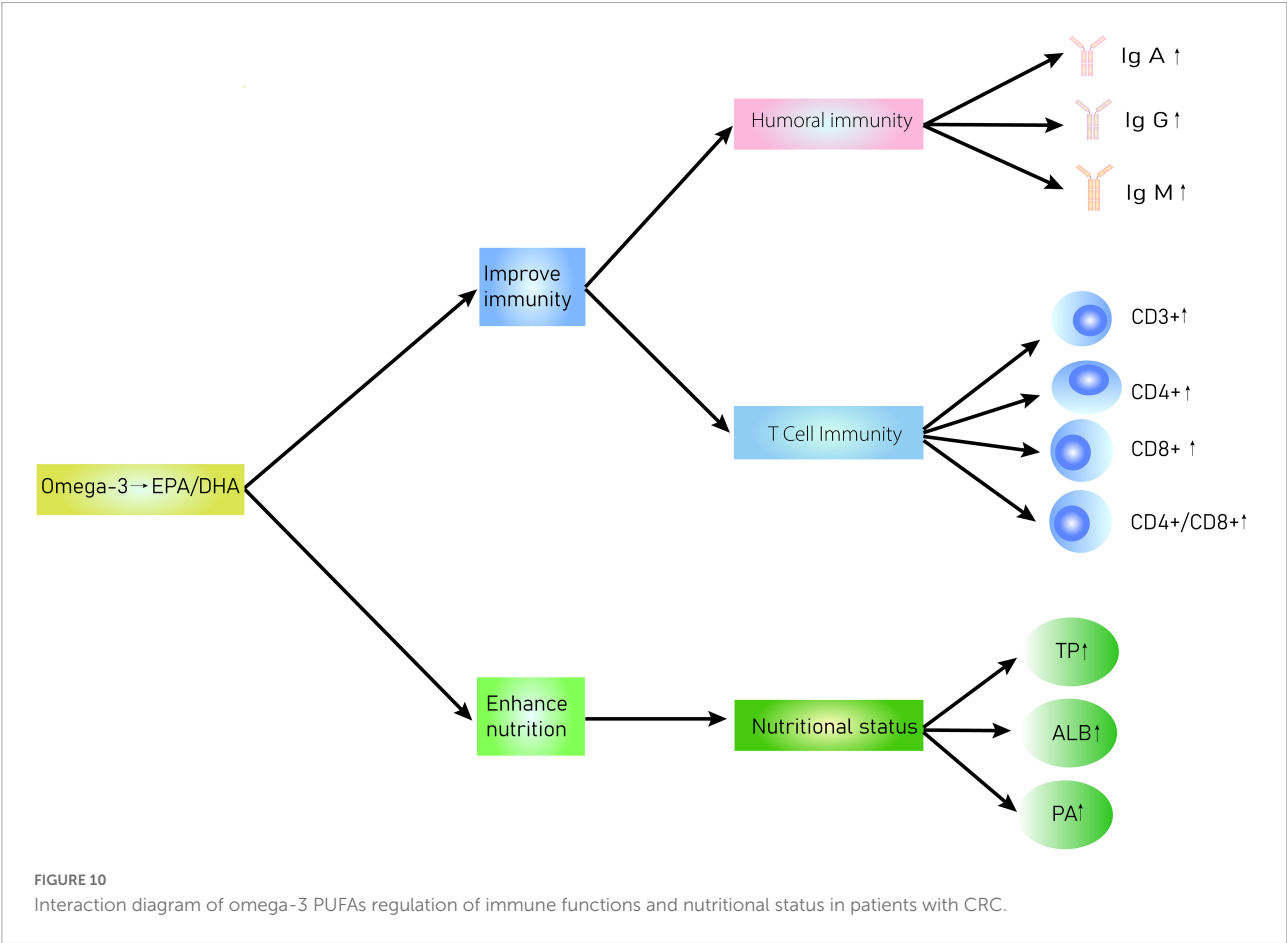 Ig A ↑
Humoral immunity
Ig G ↑
Ig M ↑
Improve
immunity
CD3+↑
CD4+↑
T Cell Immunity
CD8+ ↑
Omega-3→EPA/DHA
CD4+/CD8+↑
TP↑
Enhance
nutrition
Nutritional status
ALB↑
PA↑
FIGURE 10
Interaction diagram of omega-3 PUFAs regulation of immune functions and nutritional status in patients with CRC.